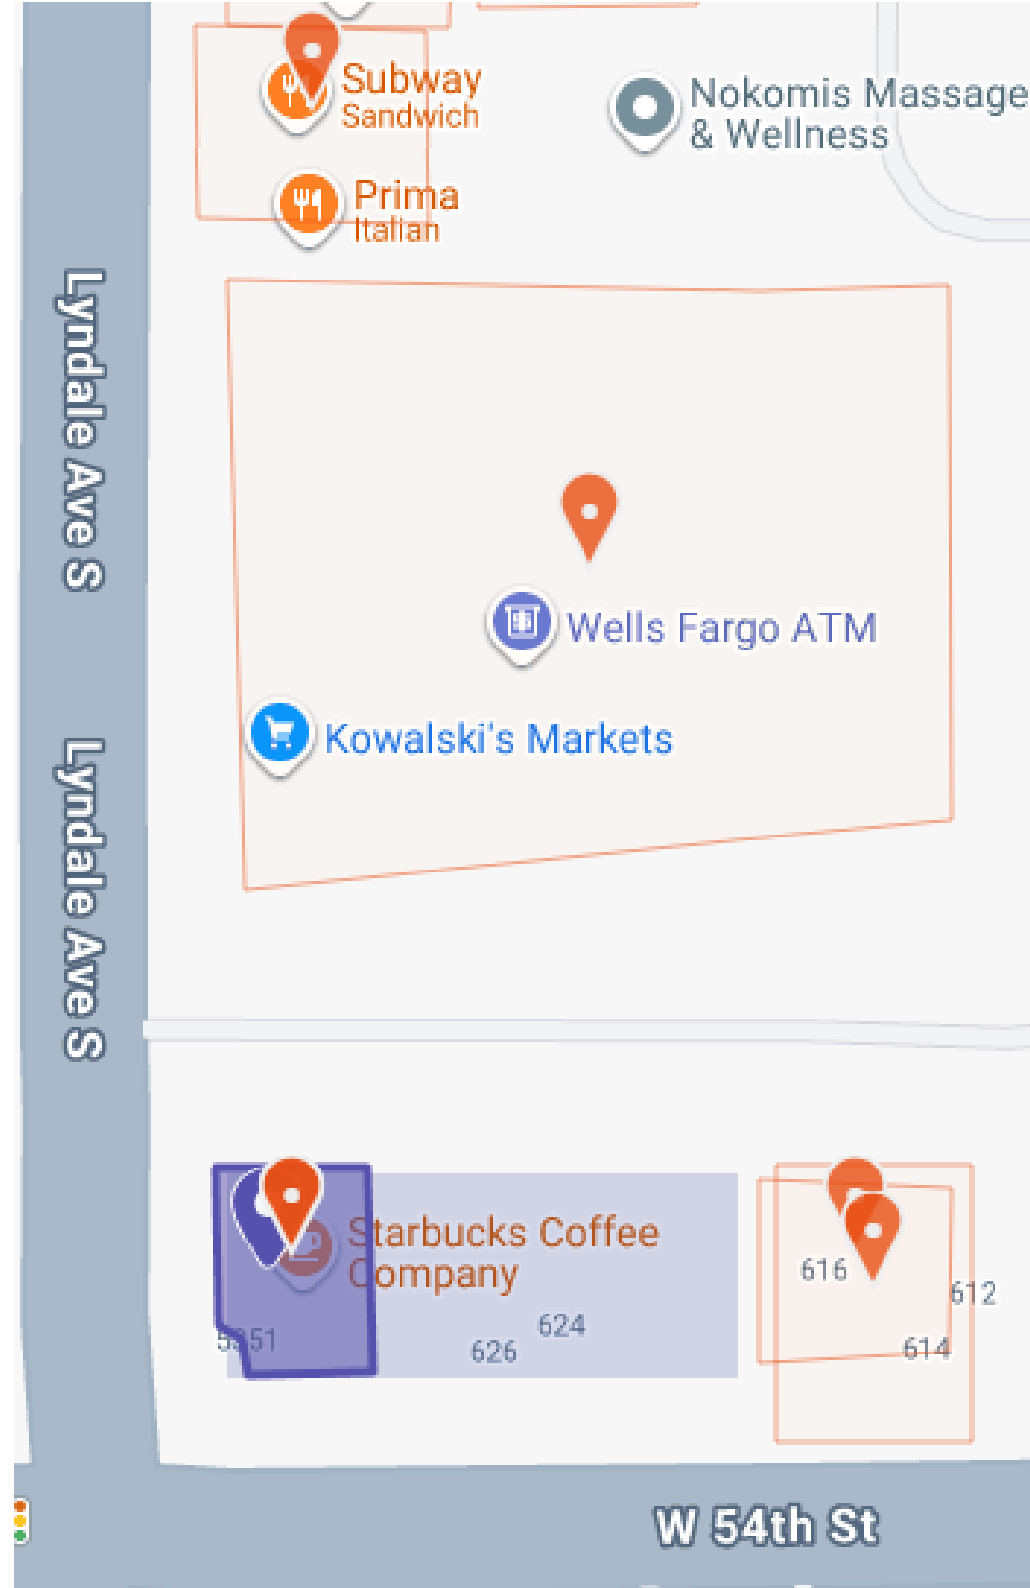 Subway
Sandwich
Nokomis Massage
& Wellness
Prima
Italian
Lyndale Ave S
Wells Fargo ATM
Kowalski's Markets
Lyndale Ave S
Starbucks Coffee
Company
616
612
624
5351
614
626
W 54th St